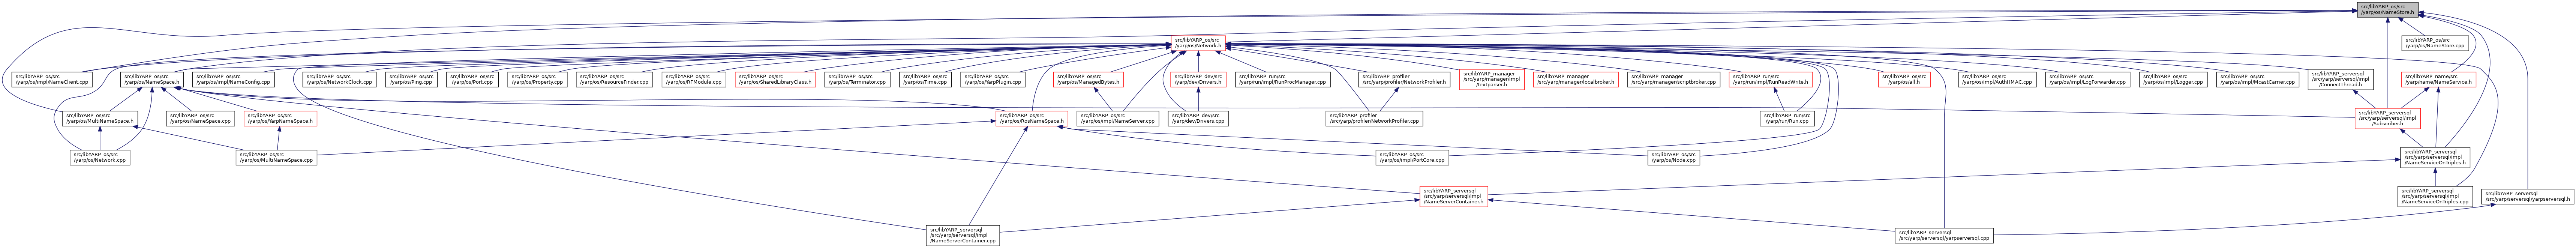 src/libYARP_os/src
/yarp/os/NameStore.h
src/libYARP_os/src
/yarp/os/Network.h
src/libYARP_os/src
/yarp/os/NameStore.cpp
src/libYARP_os/src
/yarp/os/impl/NameClient.cpp
src/libYARP_os/src
/yarp/os/NameSpace.h
src/libYARP_os/src
/yarp/os/impl/NameConfig.cpp
src/libYARP_os/src
/yarp/os/NetworkClock.cpp
src/libYARP_os/src
/yarp/os/Ping.cpp
src/libYARP_os/src
/yarp/os/Port.cpp
src/libYARP_os/src
/yarp/os/Property.cpp
src/libYARP_os/src
/yarp/os/ResourceFinder.cpp
src/libYARP_os/src
/yarp/os/RFModule.cpp
src/libYARP_os/src
/yarp/os/SharedLibraryClass.h
src/libYARP_os/src
/yarp/os/Terminator.cpp
src/libYARP_os/src
/yarp/os/Time.cpp
src/libYARP_os/src
/yarp/os/YarpPlugin.cpp
src/libYARP_os/src
/yarp/os/ManagedBytes.h
src/libYARP_dev/src
/yarp/dev/Drivers.h
src/libYARP_run/src
/yarp/run/impl/RunProcManager.cpp
src/libYARP_profiler
/src/yarp/profiler/NetworkProfiler.h
src/libYARP_manager
/src/yarp/manager/impl
/textparser.h
src/libYARP_manager
/src/yarp/manager/localbroker.h
src/libYARP_manager
/src/yarp/manager/scriptbroker.cpp
src/libYARP_run/src
/yarp/run/impl/RunReadWrite.h
src/libYARP_os/src
/yarp/os/all.h
src/libYARP_os/src
/yarp/os/impl/AuthHMAC.cpp
src/libYARP_os/src
/yarp/os/impl/LogForwarder.cpp
src/libYARP_os/src
/yarp/os/impl/Logger.cpp
src/libYARP_os/src
/yarp/os/impl/McastCarrier.cpp
src/libYARP_serversql
/src/yarp/serversql/impl
/ConnectThread.h
src/libYARP_name/src
/yarp/name/NameService.h
src/libYARP_os/src
/yarp/os/MultiNameSpace.h
src/libYARP_os/src
/yarp/os/NameSpace.cpp
src/libYARP_os/src
/yarp/os/YarpNameSpace.h
src/libYARP_os/src
/yarp/os/RosNameSpace.h
src/libYARP_os/src
/yarp/os/impl/NameServer.cpp
src/libYARP_dev/src
/yarp/dev/Drivers.cpp
src/libYARP_profiler
/src/yarp/profiler/NetworkProfiler.cpp
src/libYARP_run/src
/yarp/run/Run.cpp
src/libYARP_serversql
/src/yarp/serversql/impl
/Subscriber.h
src/libYARP_os/src
/yarp/os/Network.cpp
src/libYARP_os/src
/yarp/os/MultiNameSpace.cpp
src/libYARP_os/src
/yarp/os/impl/PortCore.cpp
src/libYARP_os/src
/yarp/os/Node.cpp
src/libYARP_serversql
/src/yarp/serversql/impl
/NameServiceOnTriples.h
src/libYARP_serversql
/src/yarp/serversql/impl
/NameServerContainer.h
src/libYARP_serversql
/src/yarp/serversql/impl
/NameServiceOnTriples.cpp
src/libYARP_serversql
/src/yarp/serversql/yarpserversql.h
src/libYARP_serversql
/src/yarp/serversql/impl
/NameServerContainer.cpp
src/libYARP_serversql
/src/yarp/serversql/yarpserversql.cpp